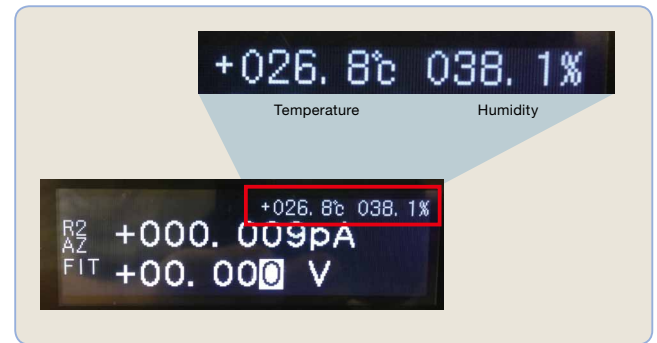 +026. 8℃ 038. 1%
Temperature Humidity
+026. 8℃ 038. 1%
R2 +000. 009pA
AZ
FIT +00. 000 V